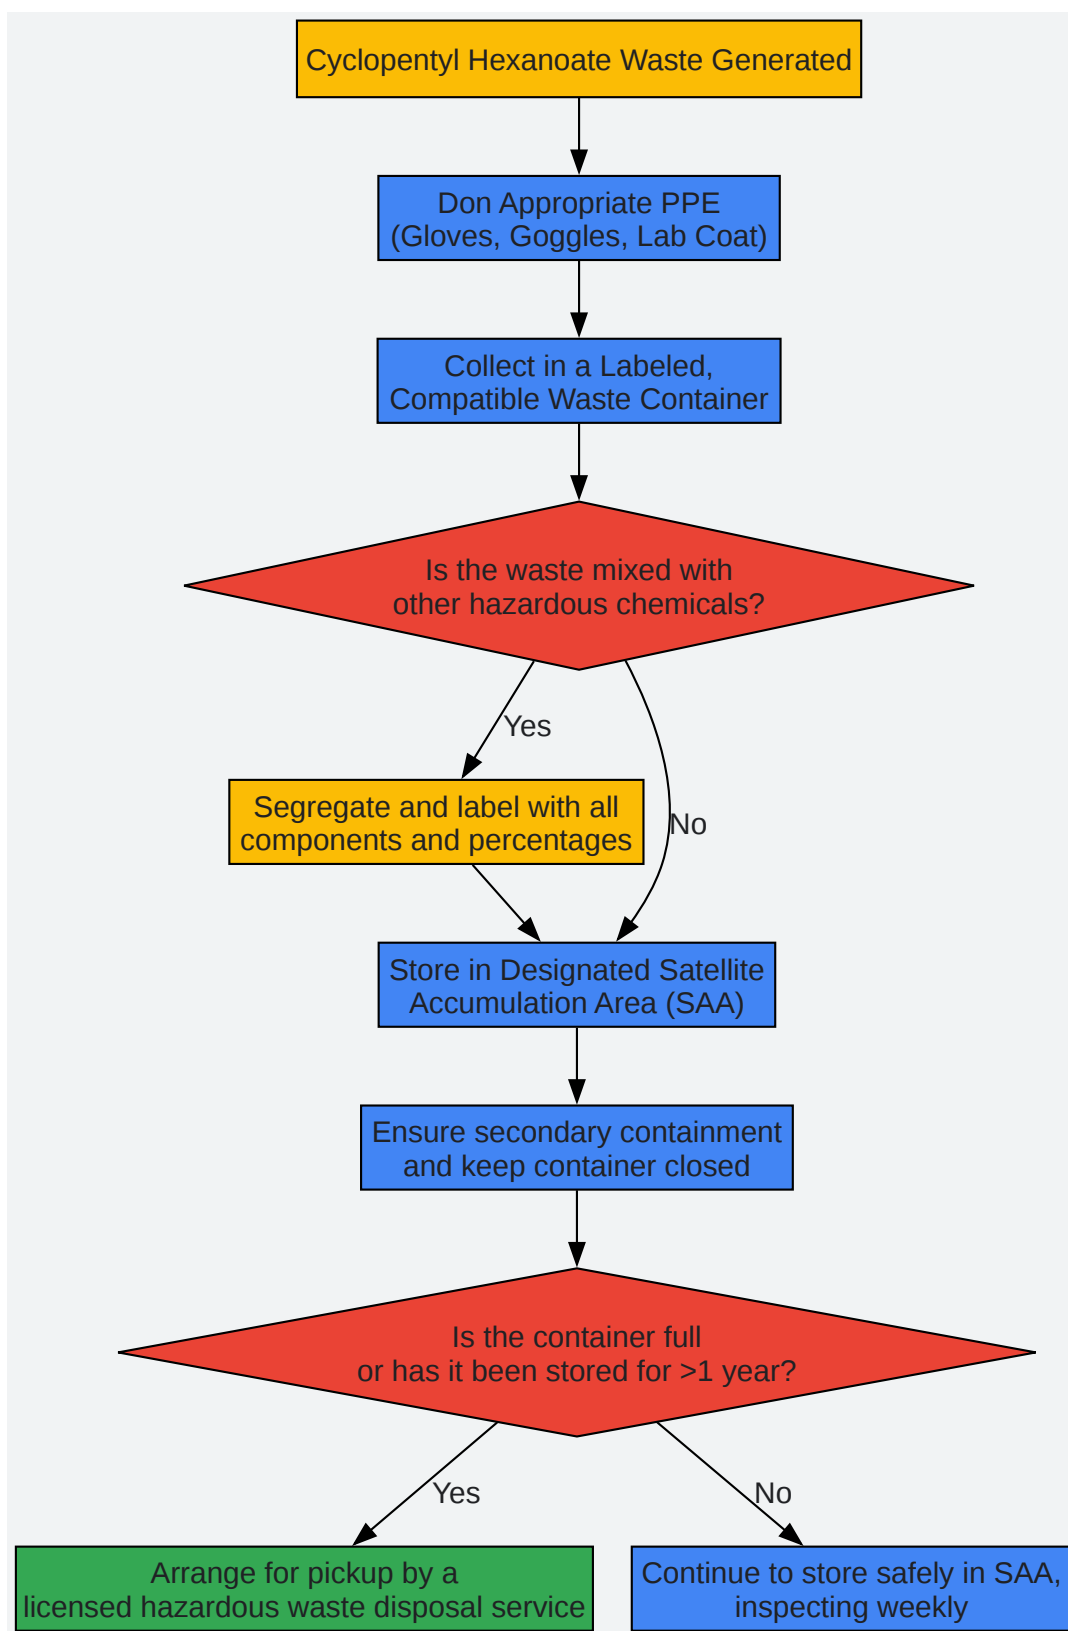 Cyclopentyl Hexanoate Waste Generated
Don Appropriate PPE
(Gloves, Goggles, Lab Coat)
Collect in a Labeled,
Compatible Waste Container
Is the waste mixed with
other hazardous chemicals?
Yes
Segregate and label with all
components and percentages
No
Store in Designated Satellite
Accumulation Area (SAA)
Ensure secondary containment
and keep container closed
Is the container full
or has it been stored for >1 year?
Yes
No
Arrange for pickup by a
licensed hazardous waste disposal service
Continue to store safely in SAA,
inspecting weekly